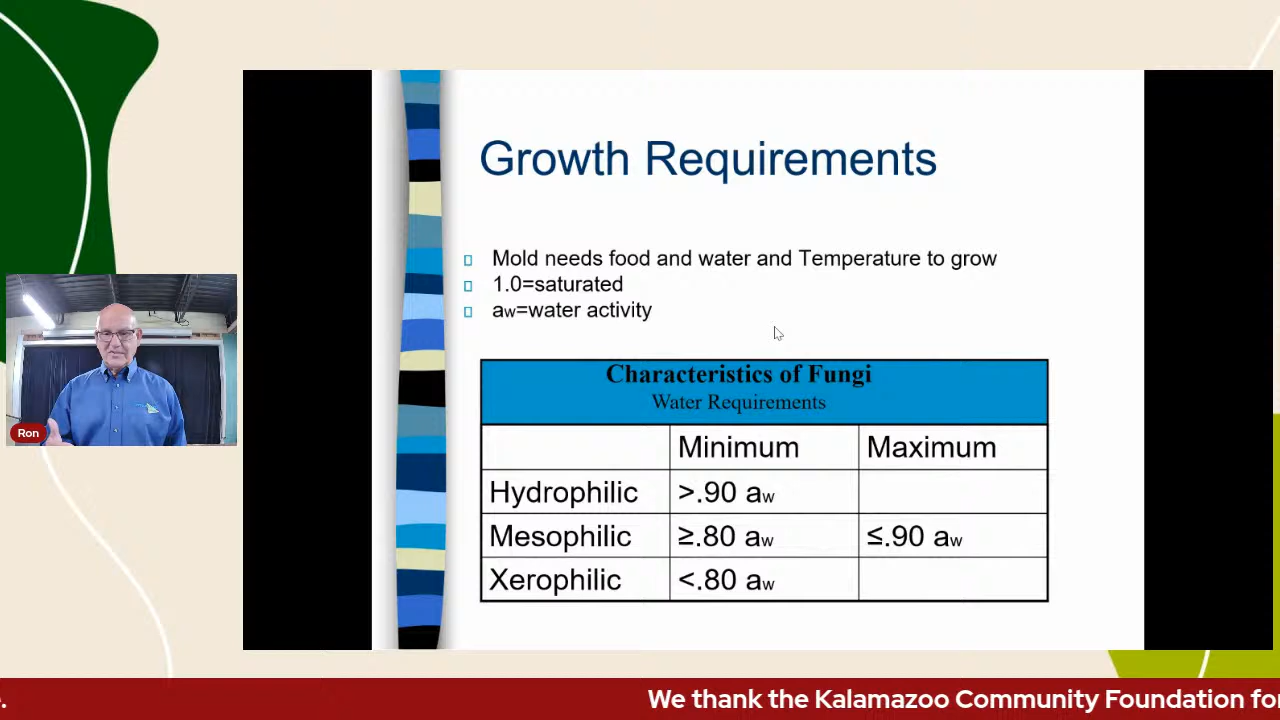 Growth Requirements
Mold needs food and water and Temperature to grow
1.0=saturated
aw=water activity
Characteristics of Fungi
Water Requirements
Minimum Maximum
Hydrophilic >.90 aw
Mesophilic ≥.80 aw ≤.90 aw
Xerophilic <.80 aw
Ron
We thank the Kalamazoo Community Foundation for